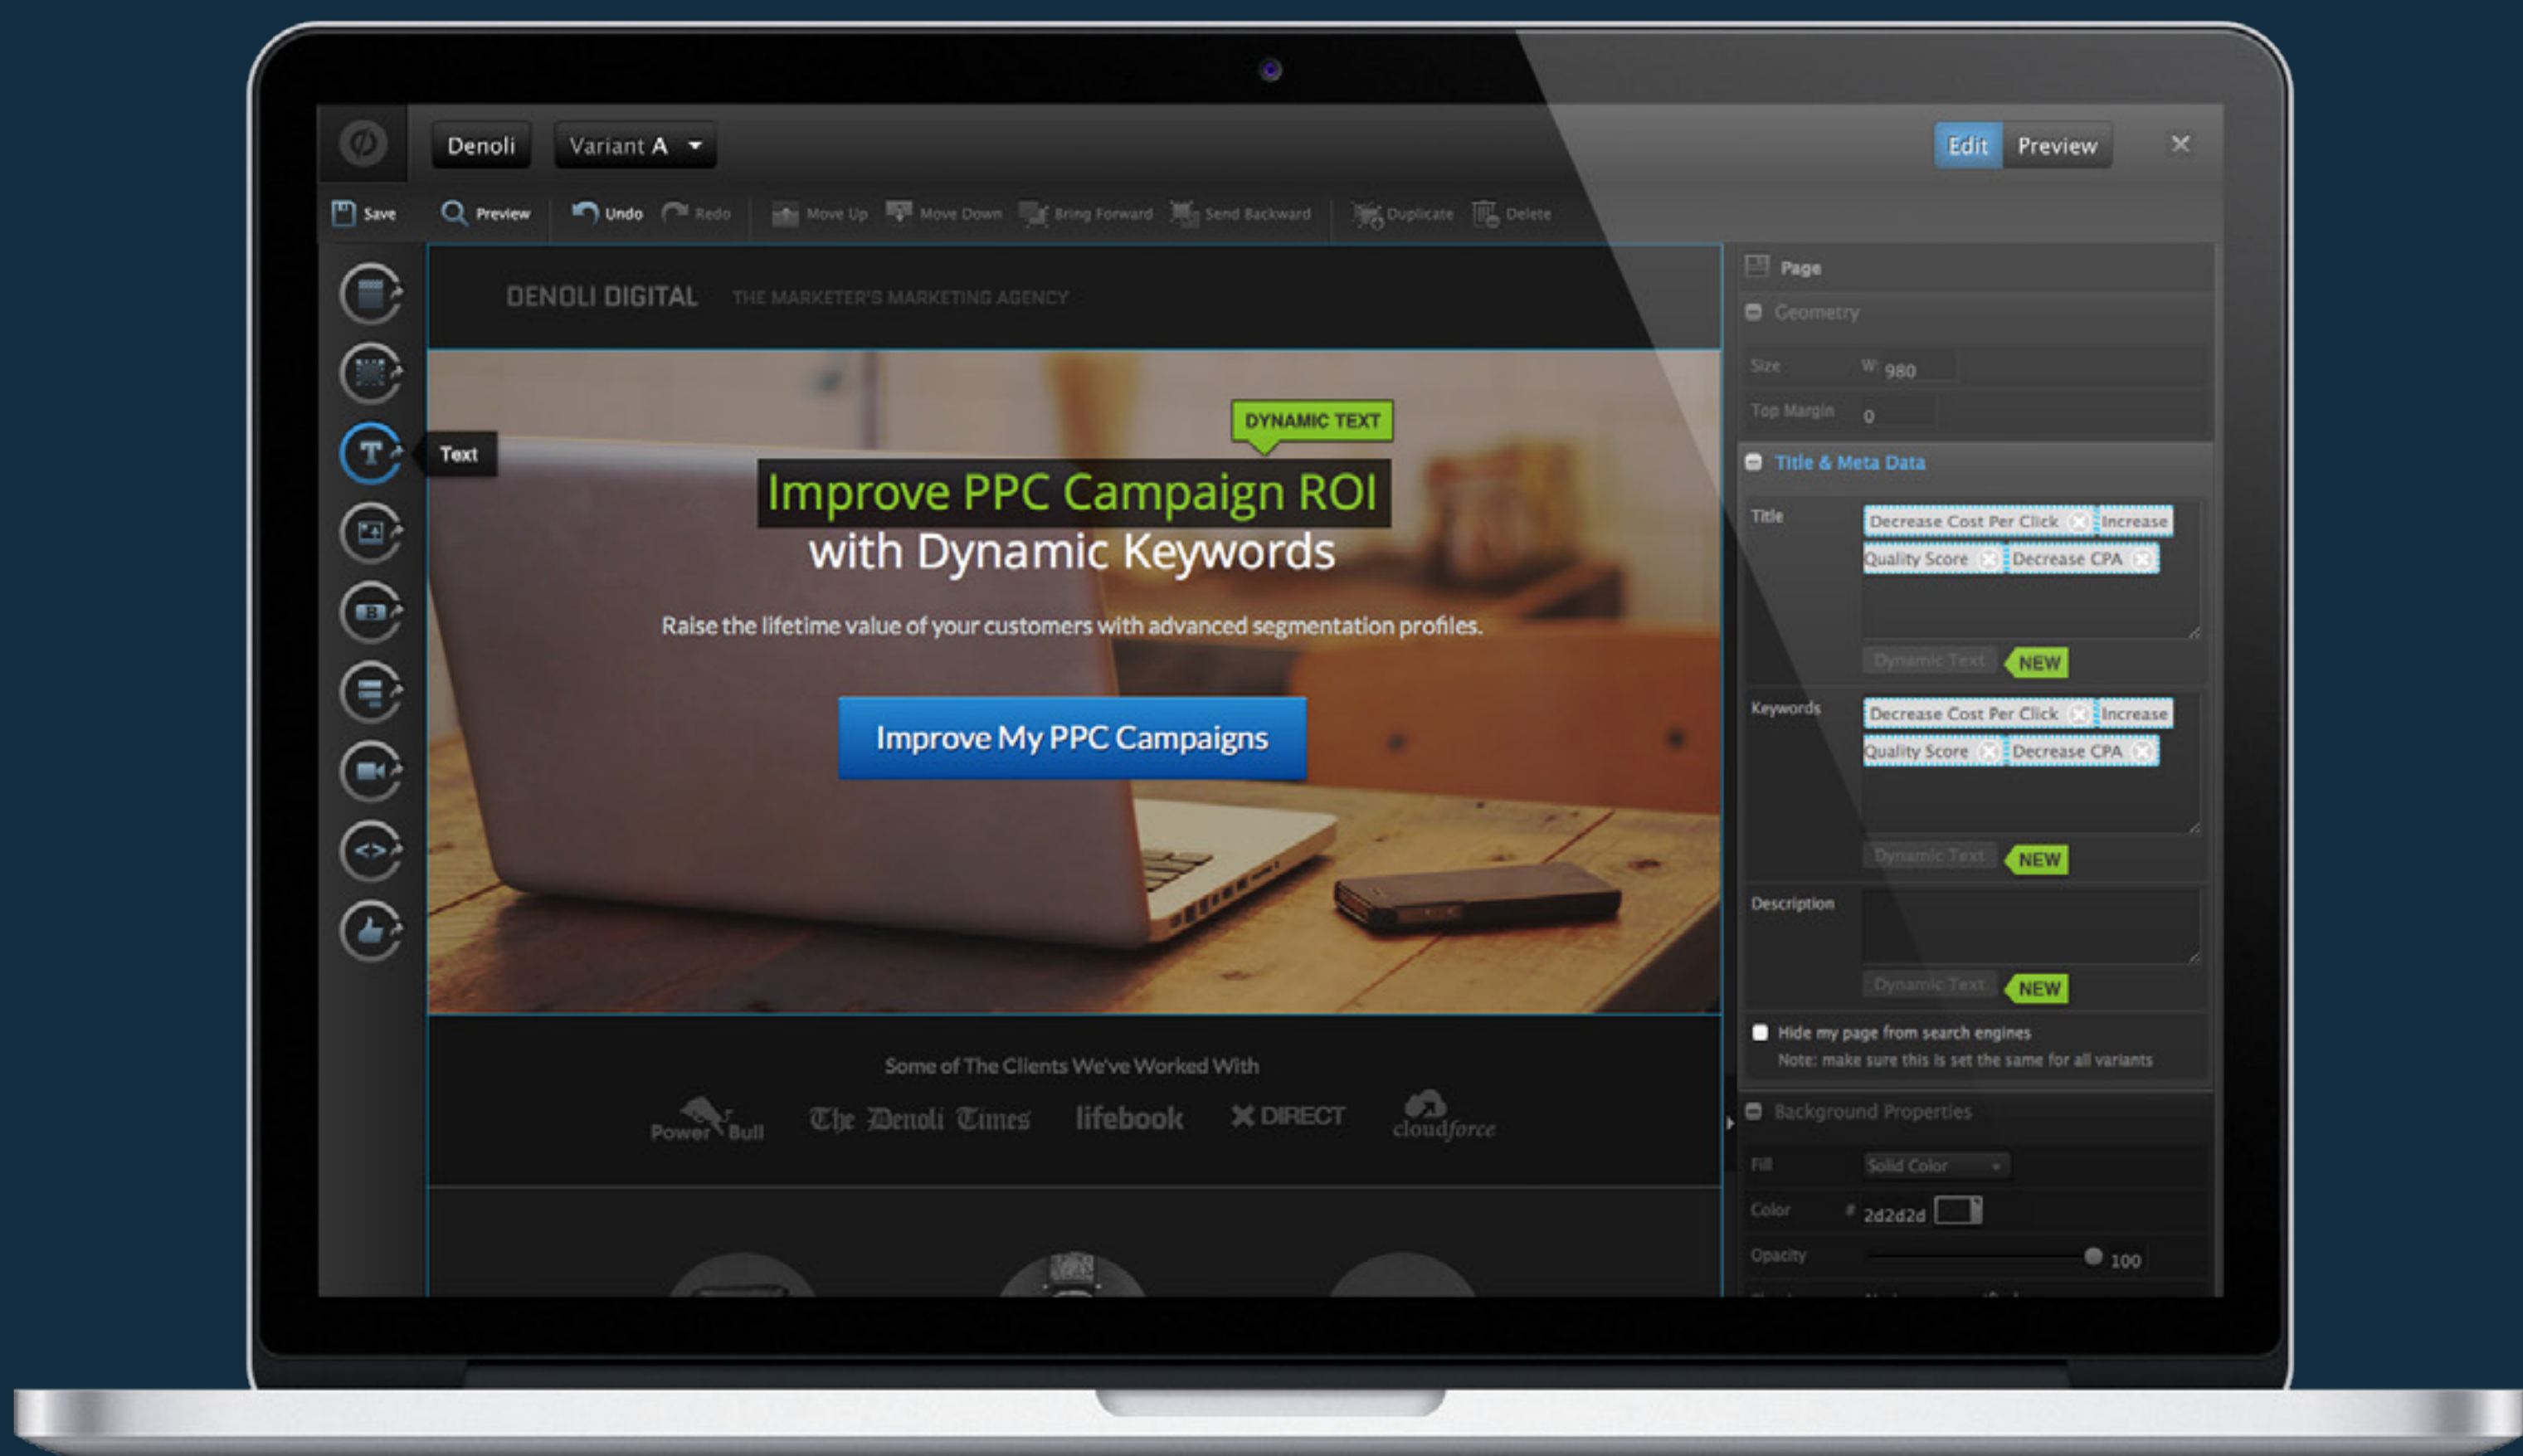 Denoli
Variant A
Edit
Preview
Save
Preview
Undo
Redo
Move Up
Move Down
Bring Forward
Send Backward
Duplicate
Delete
Text
DENOLI DIGITAL
THE MARKETER'S MARKETING AGENCY
DYNAMIC TEXT
Improve PPC Campaign ROI
with Dynamic Keywords
Raise the lifetime value of your customers with advanced segmentation profiles.
Improve My PPC Campaigns
Some of The Clients We've Worked With
Power Bull
The Denoli Times
lifebook
X DIRECT
cloudforce
Page
Geometry
Size W: 980
Top Margin 0
Title & Meta Data
Title
Decrease Cost Per Click Increase
Quality Score Decrease CPA
Dynamic Text NEW
Keywords
Decrease Cost Per Click Increase
Quality Score Decrease CPA
Dynamic Text NEW
Description
Dynamic Text NEW
Hide my page from search engines
Note: make sure this is set the same for all variants
Background Properties
Fill Solid Color
Color # 2d2d2d
Opacity 100